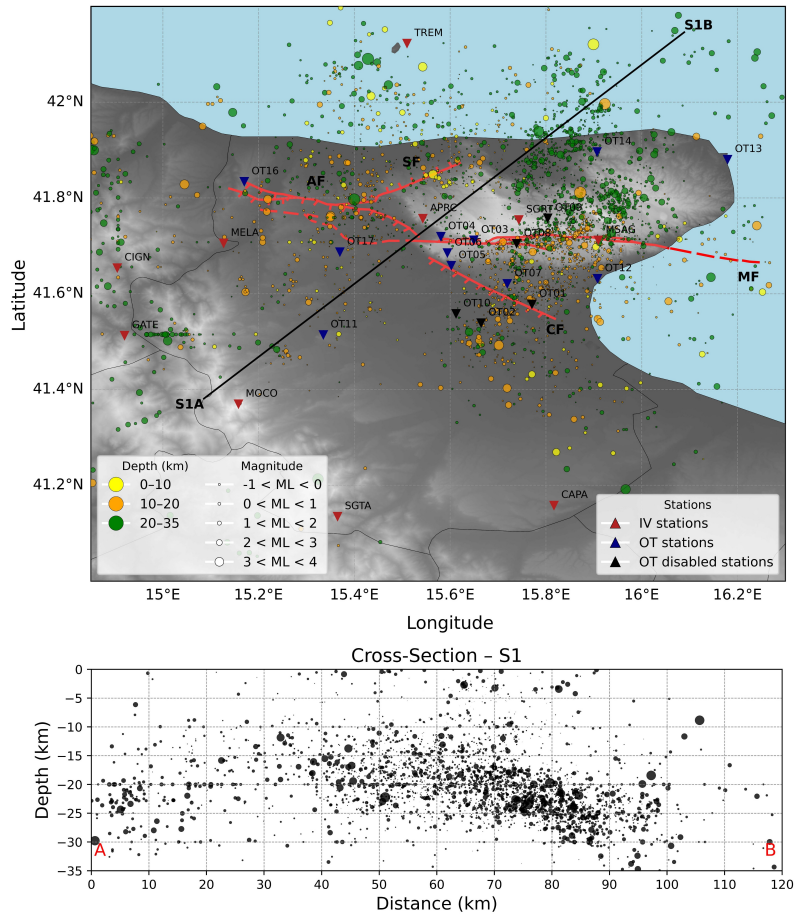 TREM
S1B
42°N
OT14
OT13
SF
OT16
AF
41.8°N
APRC
SGRT
OT09
OT04
OT03
OT08
MSAG
MELA
OT17
OT06
OT05
CIGN
MF
OT07
OT12
41.6°N
OT01
OT10
OT02
CF
GATE
OT11
41.4°N
S1A
MOCO
41.2°N
SGTA
CAPA
Depth (km)
0–10
10–20
20–35
Magnitude
-1 < ML < 0
0 < ML < 1
1 < ML < 2
2 < ML < 3
3 < ML < 4
Stations
IV stations
OT stations
OT disabled stations
15°E
15.2°E
15.4°E
15.6°E
15.8°E
16°E
16.2°E
Longitude
Latitude
Cross-Section – S1
0
−5
−10
−15
−20
−25
−30
−35
Depth (km)
A
B
0
10
20
30
40
50
60
70
80
90
100
110
120
Distance (km)